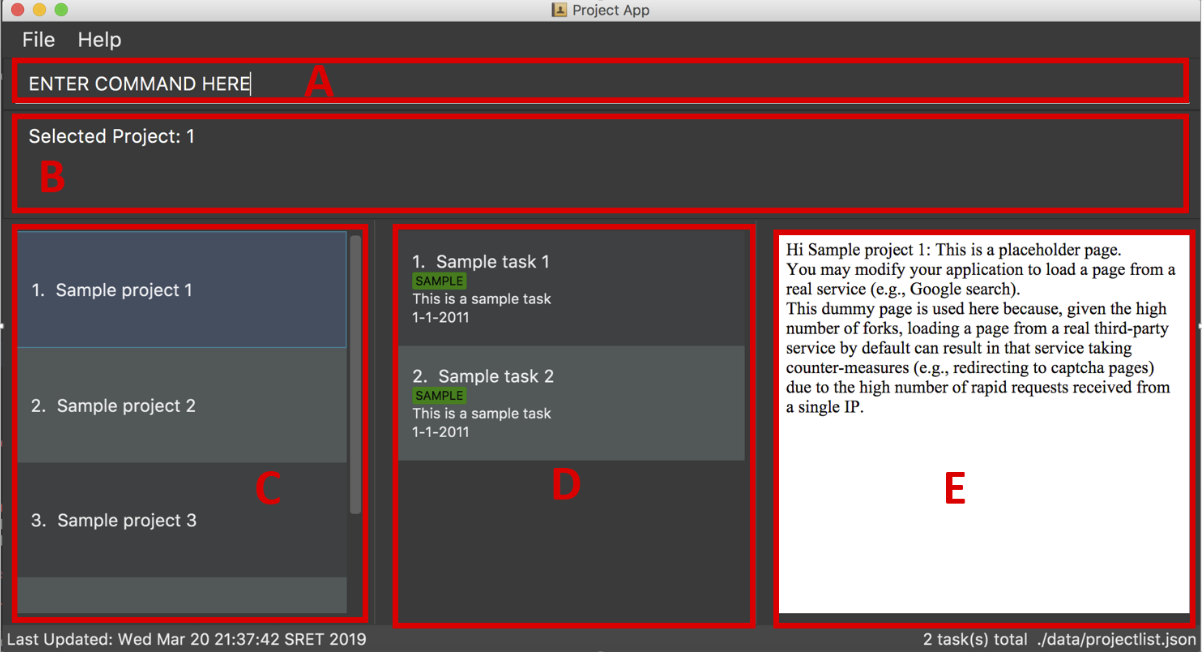 Project App
File Help
ENTER COMMAND HERE A
Selected Project: 1
B
1. Sample project 1
2. Sample project 2
3. Sample project 3
C
1. Sample task 1
SAMPLE
This is a sample task
1-1-2011
2. Sample task 2
SAMPLE
This is a sample task
1-1-2011
D
Hi Sample project 1: This is a placeholder page.
You may modify your application to load a page from a
real service (e.g., Google search).
This dummy page is used here because, given the high
number of forks, loading a page from a real third-party
service by default can result in that service taking
counter-measures (e.g., redirecting to captcha pages)
due to the high number of rapid requests received from
a single IP.
E
Last Updated: Wed Mar 20 21:37:42 SRET 2019
2 task(s) total ./data/projectlist.json